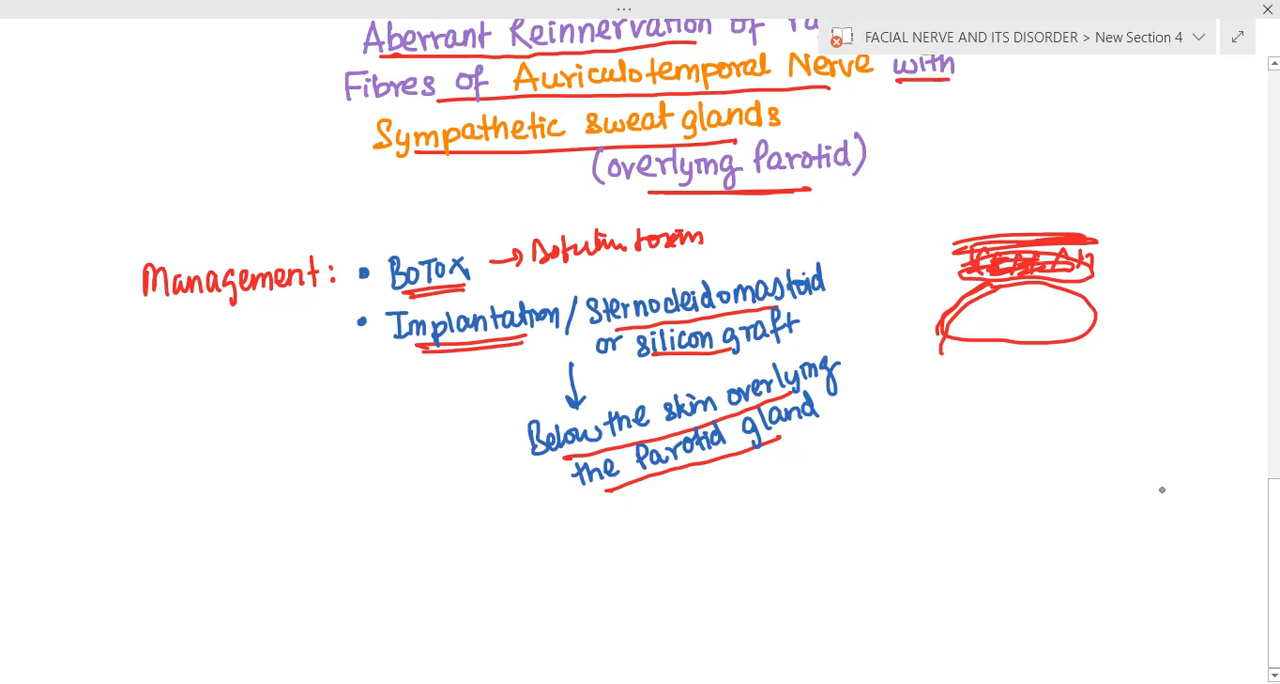 FACIAL NERVE AND ITS DISORDER > New Section 4
Aberrant Reinnervation of
Fibres of Auriculotemporal Nerve with
Sympathetic sweat glands
(overlying Parotid)
Management: • BOTOX → Botulin toxin
• Implantation / Sternocleidomastoid
or silicon graft
↓
Below the skin overlying
the Parotid gland